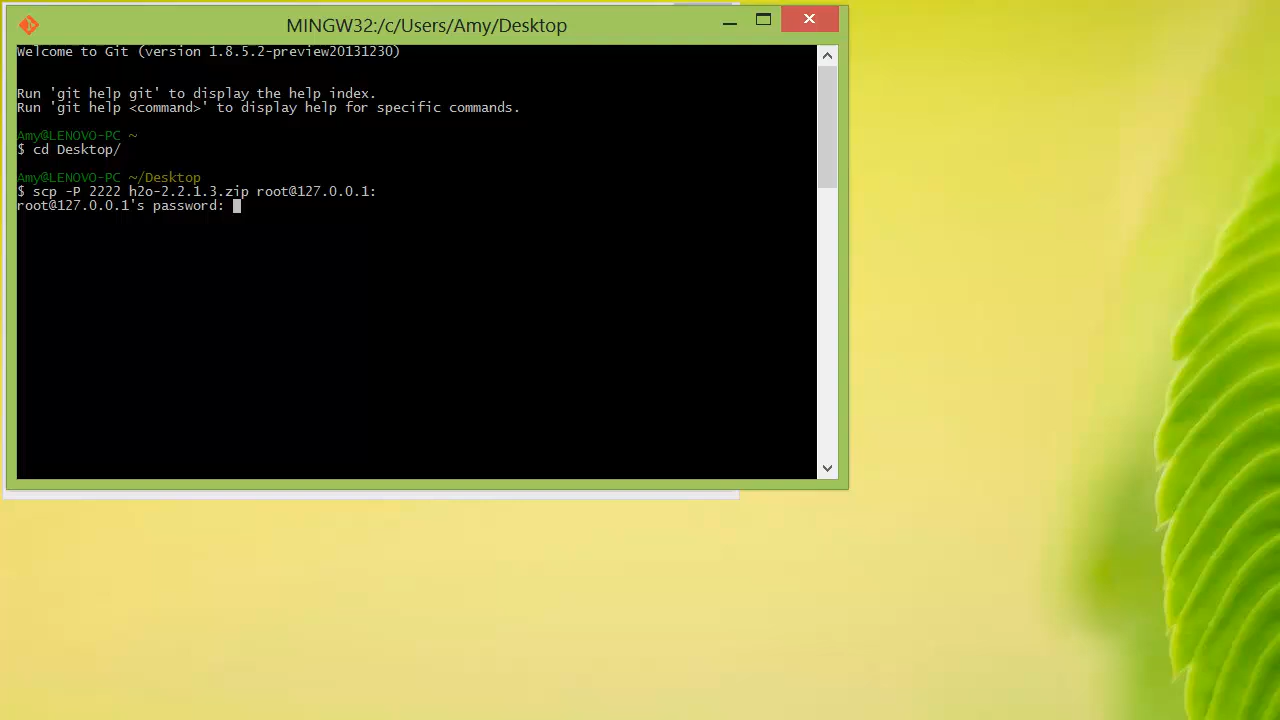 MINGW32:/c/Users/Amy/Desktop
Welcome to Git (version 1.8.5.2-preview20131230)
Run 'git help git' to display the help index.
Run 'git help <command>' to display help for specific commands.
Amy@LENOVO-PC ~
$ cd Desktop/
Amy@LENOVO-PC ~/Desktop
$ scp -P 2222 h2o-2.2.1.3.zip root@127.0.0.1:
root@127.0.0.1's password: